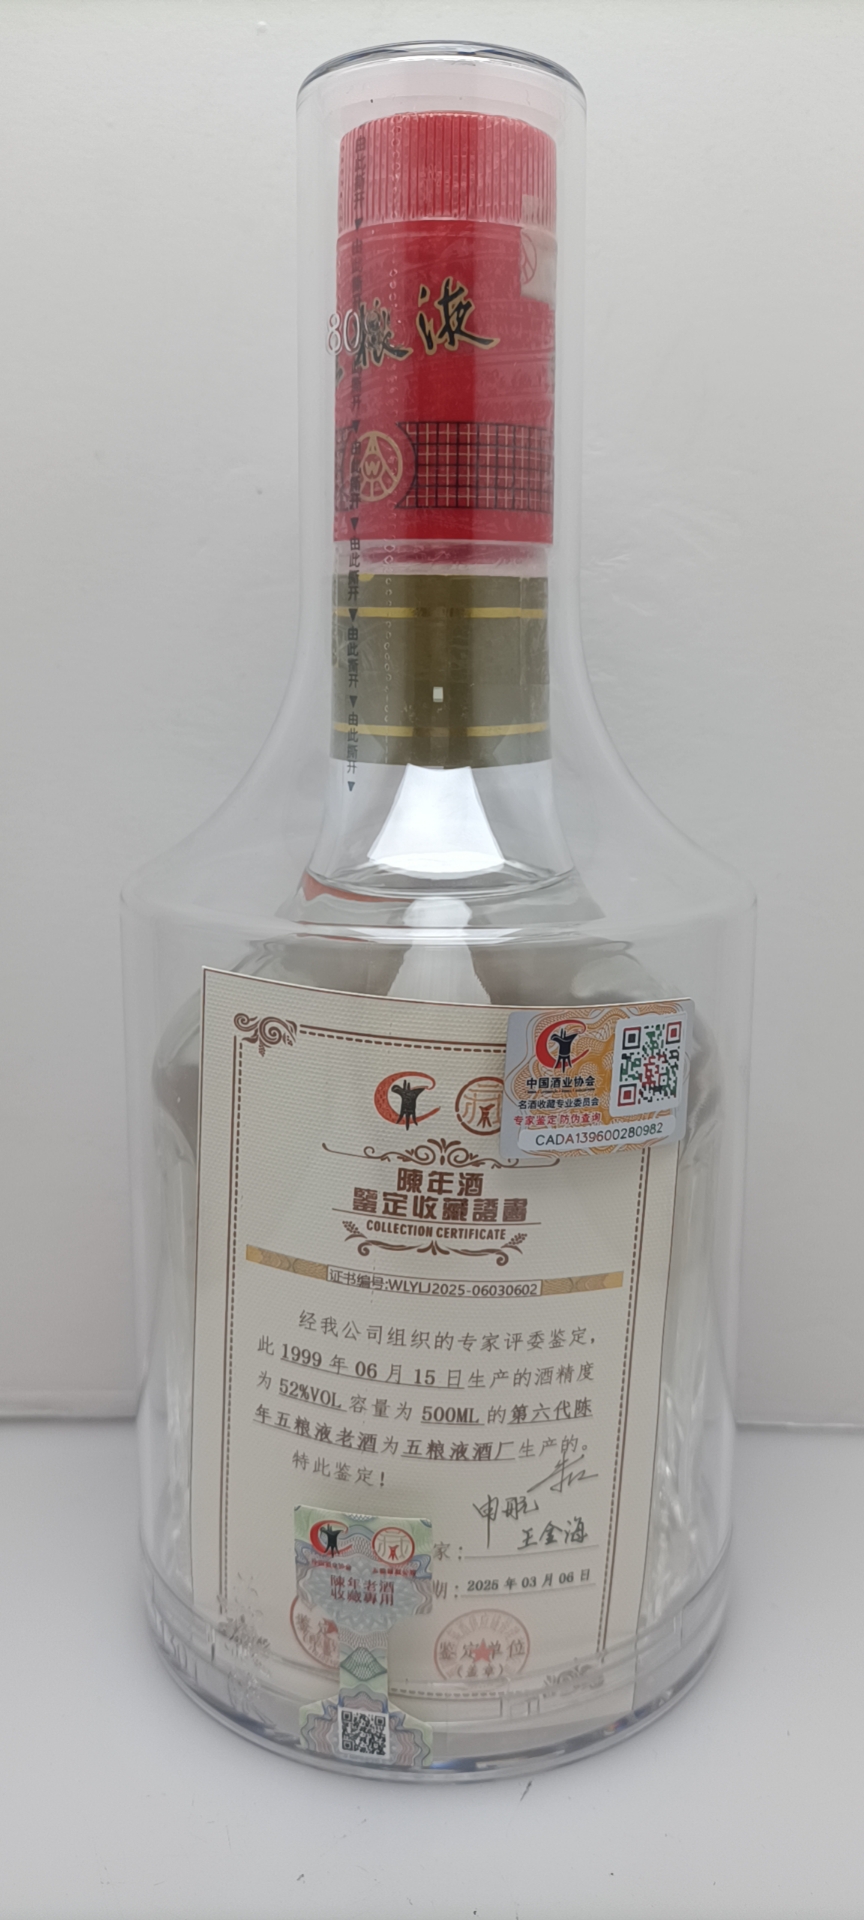 80
粮液
W
由此撕开
由此撕开
由此撕开
中国酒业协会
名酒收藏专业委员会
专家鉴定 防伪查询
CADA139600280982
陳年酒
鑒定收藏證書
COLLECTION CERTIFICATE
证书编号:WLYLJ2025-06030602
经我公司组织的专家评委鉴定，
此 1999 年 06 月 15 日生产的酒精度
为 52%VOL 容量为 500ML 的第六代陈
年五粮液老酒为五粮液酒厂生产的。
特此鉴定！
申航
王金海
家：
期：2025 年 03 月 06 日
陳年老酒
收藏專用
鉴定
鉴定单位
（盖章）